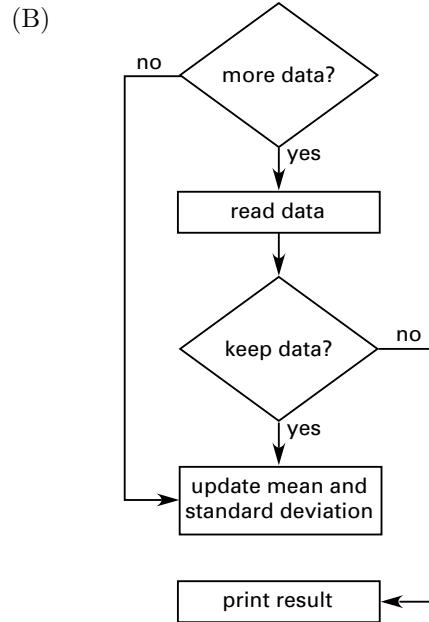 (B)
more data?
no
yes
read data
keep data?
no
yes
update mean and
standard deviation
print result